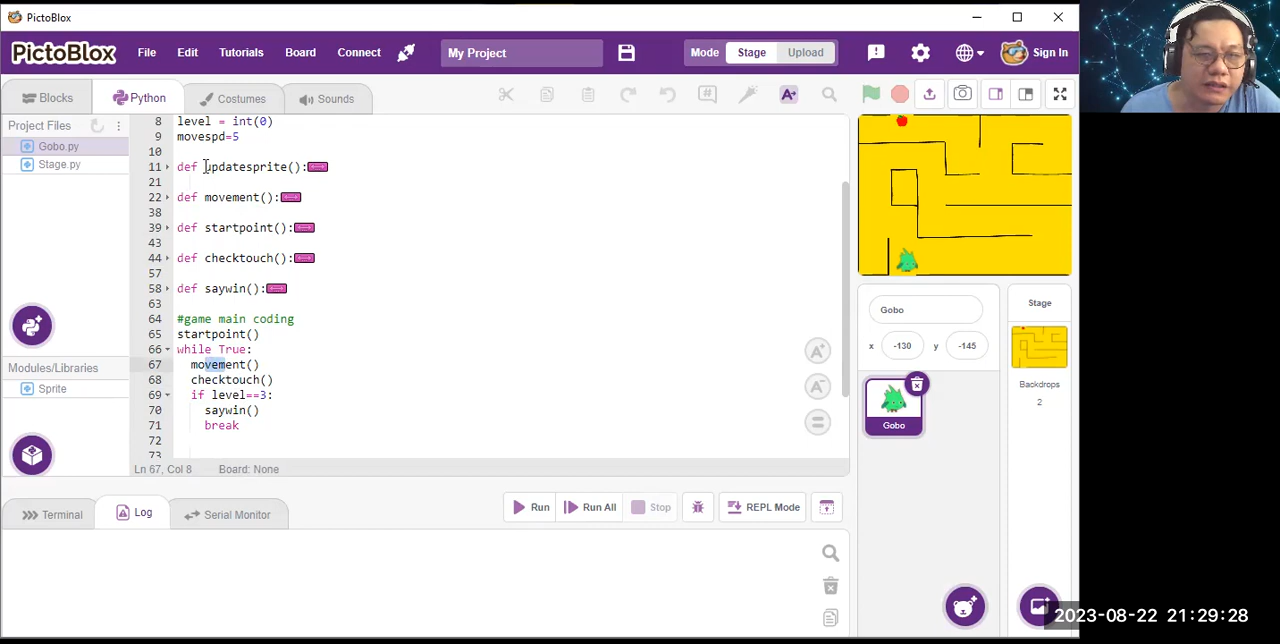 PictoBlox
PictoBlox File Edit Tutorials Board Connect My Project Mode Stage Upload Sign In
Blocks Python Costumes Sounds
Project Files
Gobo.py
Stage.py
Modules/Libraries
Sprite
8 level = int(0)
9 movespd=5
10
11 def updatesprite():
21
22 def movement():
38
39 def startpoint():
43
44 def checktouch():
57
58 def saywin():
63
64 #game main coding
65 startpoint()
66 while True:
67 movement()
68 checktouch()
69 if level==3:
70 saywin()
71 break
72
73
Ln 67, Col 8 Board: None
Terminal Log Serial Monitor Run Run All Stop REPL Mode
Gobo
x -130 y -145
Gobo
Stage
Backdrops
2
2023-08-22 21:29:28